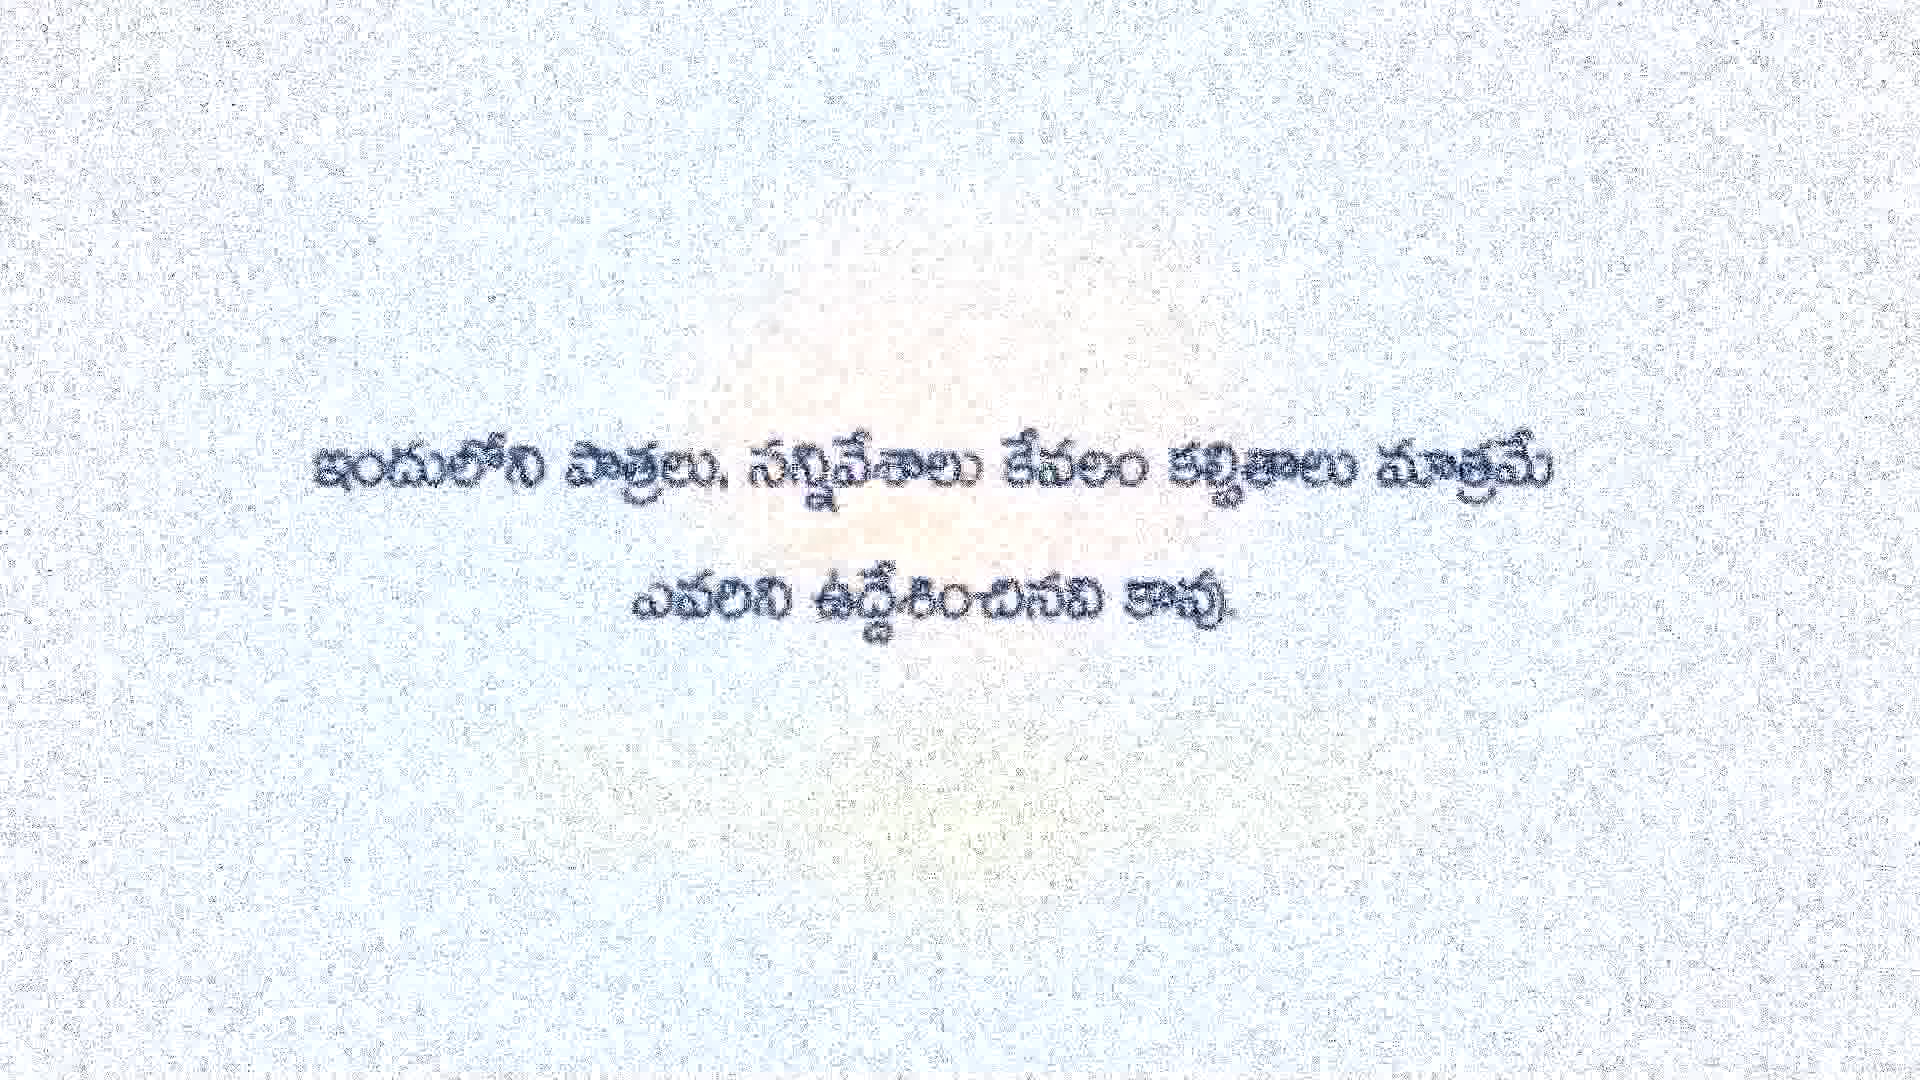 ఇందులోని పాత్రలు, సన్నివేశాలు కేవలం కల్పితాలు మాత్రమే
ఎవరిని ఉద్దేశించినవి కావు.